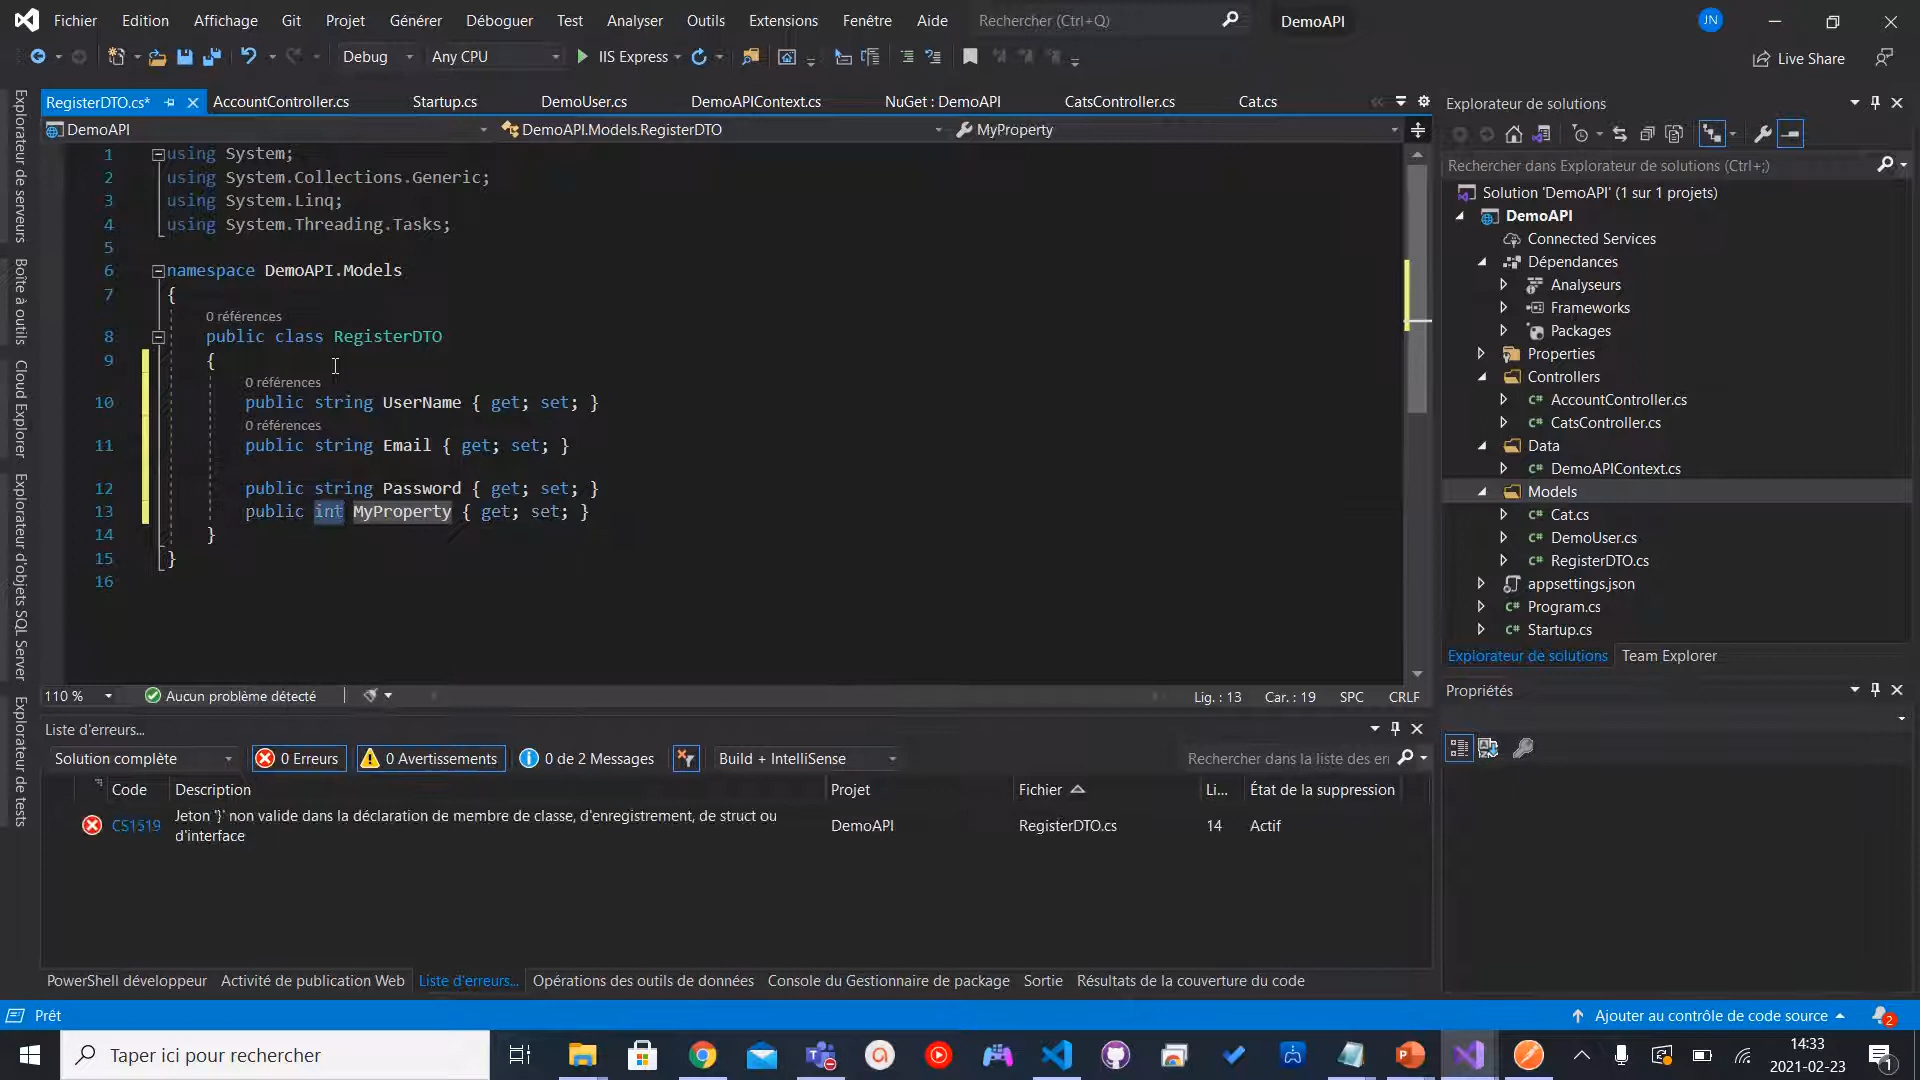 Fichier Edition Affichage Git Projet Générer Déboguer Test Analyser Outils Extensions Fenêtre Aide Rechercher (Ctrl+Q) DemoAPI JN
Debug Any CPU IIS Express Live Share
RegisterDTO.cs* AccountController.cs Startup.cs DemoUser.cs DemoAPIContext.cs NuGet : DemoAPI CatsController.cs Cat.cs
DemoAPI DemoAPI.Models.RegisterDTO MyProperty
Explorateur de serveurs
Boîte à outils
Cloud Explorer
Explorateur d'objets SQL Server
Explorateur de tests
1 using System;
2 using System.Collections.Generic;
3 using System.Linq;
4 using System.Threading.Tasks;
5
6 namespace DemoAPI.Models
7 {
0 références
8 public class RegisterDTO
9 {
0 références
10 public string UserName { get; set; }
0 références
11 public string Email { get; set; }
12 public string Password { get; set; }
13 public int MyProperty { get; set; }
14 }
15 }
16
110 % Aucun problème détecté Lig. : 13 Car. : 19 SPC CRLF
Explorateur de solutions
Rechercher dans Explorateur de solutions (Ctrl+;)
Solution 'DemoAPI' (1 sur 1 projets)
DemoAPI
Connected Services
Dépendances
Analyseurs
Frameworks
Packages
Properties
Controllers
AccountController.cs
CatsController.cs
Data
DemoAPIContext.cs
Models
Cat.cs
DemoUser.cs
RegisterDTO.cs
appsettings.json
Program.cs
Startup.cs
Explorateur de solutions Team Explorer
Propriétés
Liste d'erreurs...
Solution complète 0 Erreurs 0 Avertissements 0 de 2 Messages Build + IntelliSense Rechercher dans la liste des er
Code Description Projet Fichier Li... État de la suppression
CS1519 Jeton '}' non valide dans la déclaration de membre de classe, d'enregistrement, de struct ou
d'interface DemoAPI RegisterDTO.cs 14 Actif
PowerShell développeur Activité de publication Web Liste d'erreurs... Opérations des outils de données Console du Gestionnaire de package Sortie Résultats de la couverture du code
Prêt Ajouter au contrôle de code source 2
Taper ici pour rechercher 14:33
2021-02-23 1